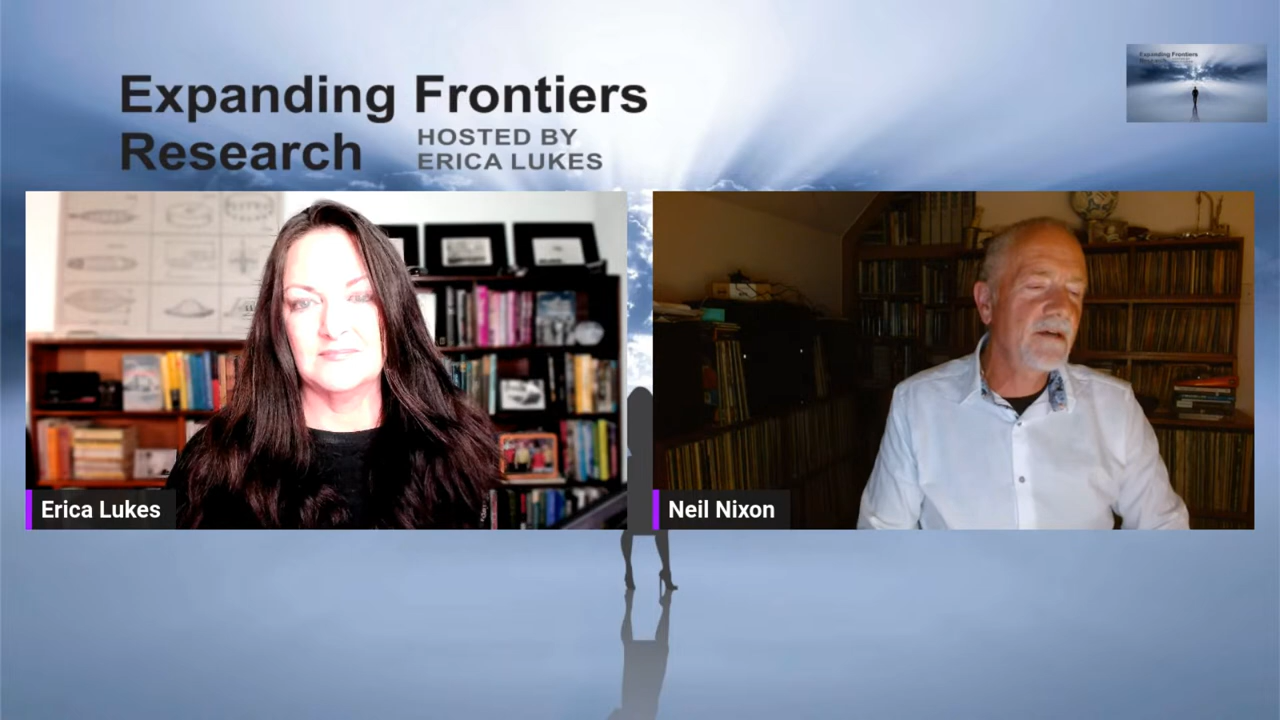 Expanding Frontiers
Research
HOSTED BY
ERICA LUKES
Expanding Frontiers
Erica Lukes
Neil Nixon